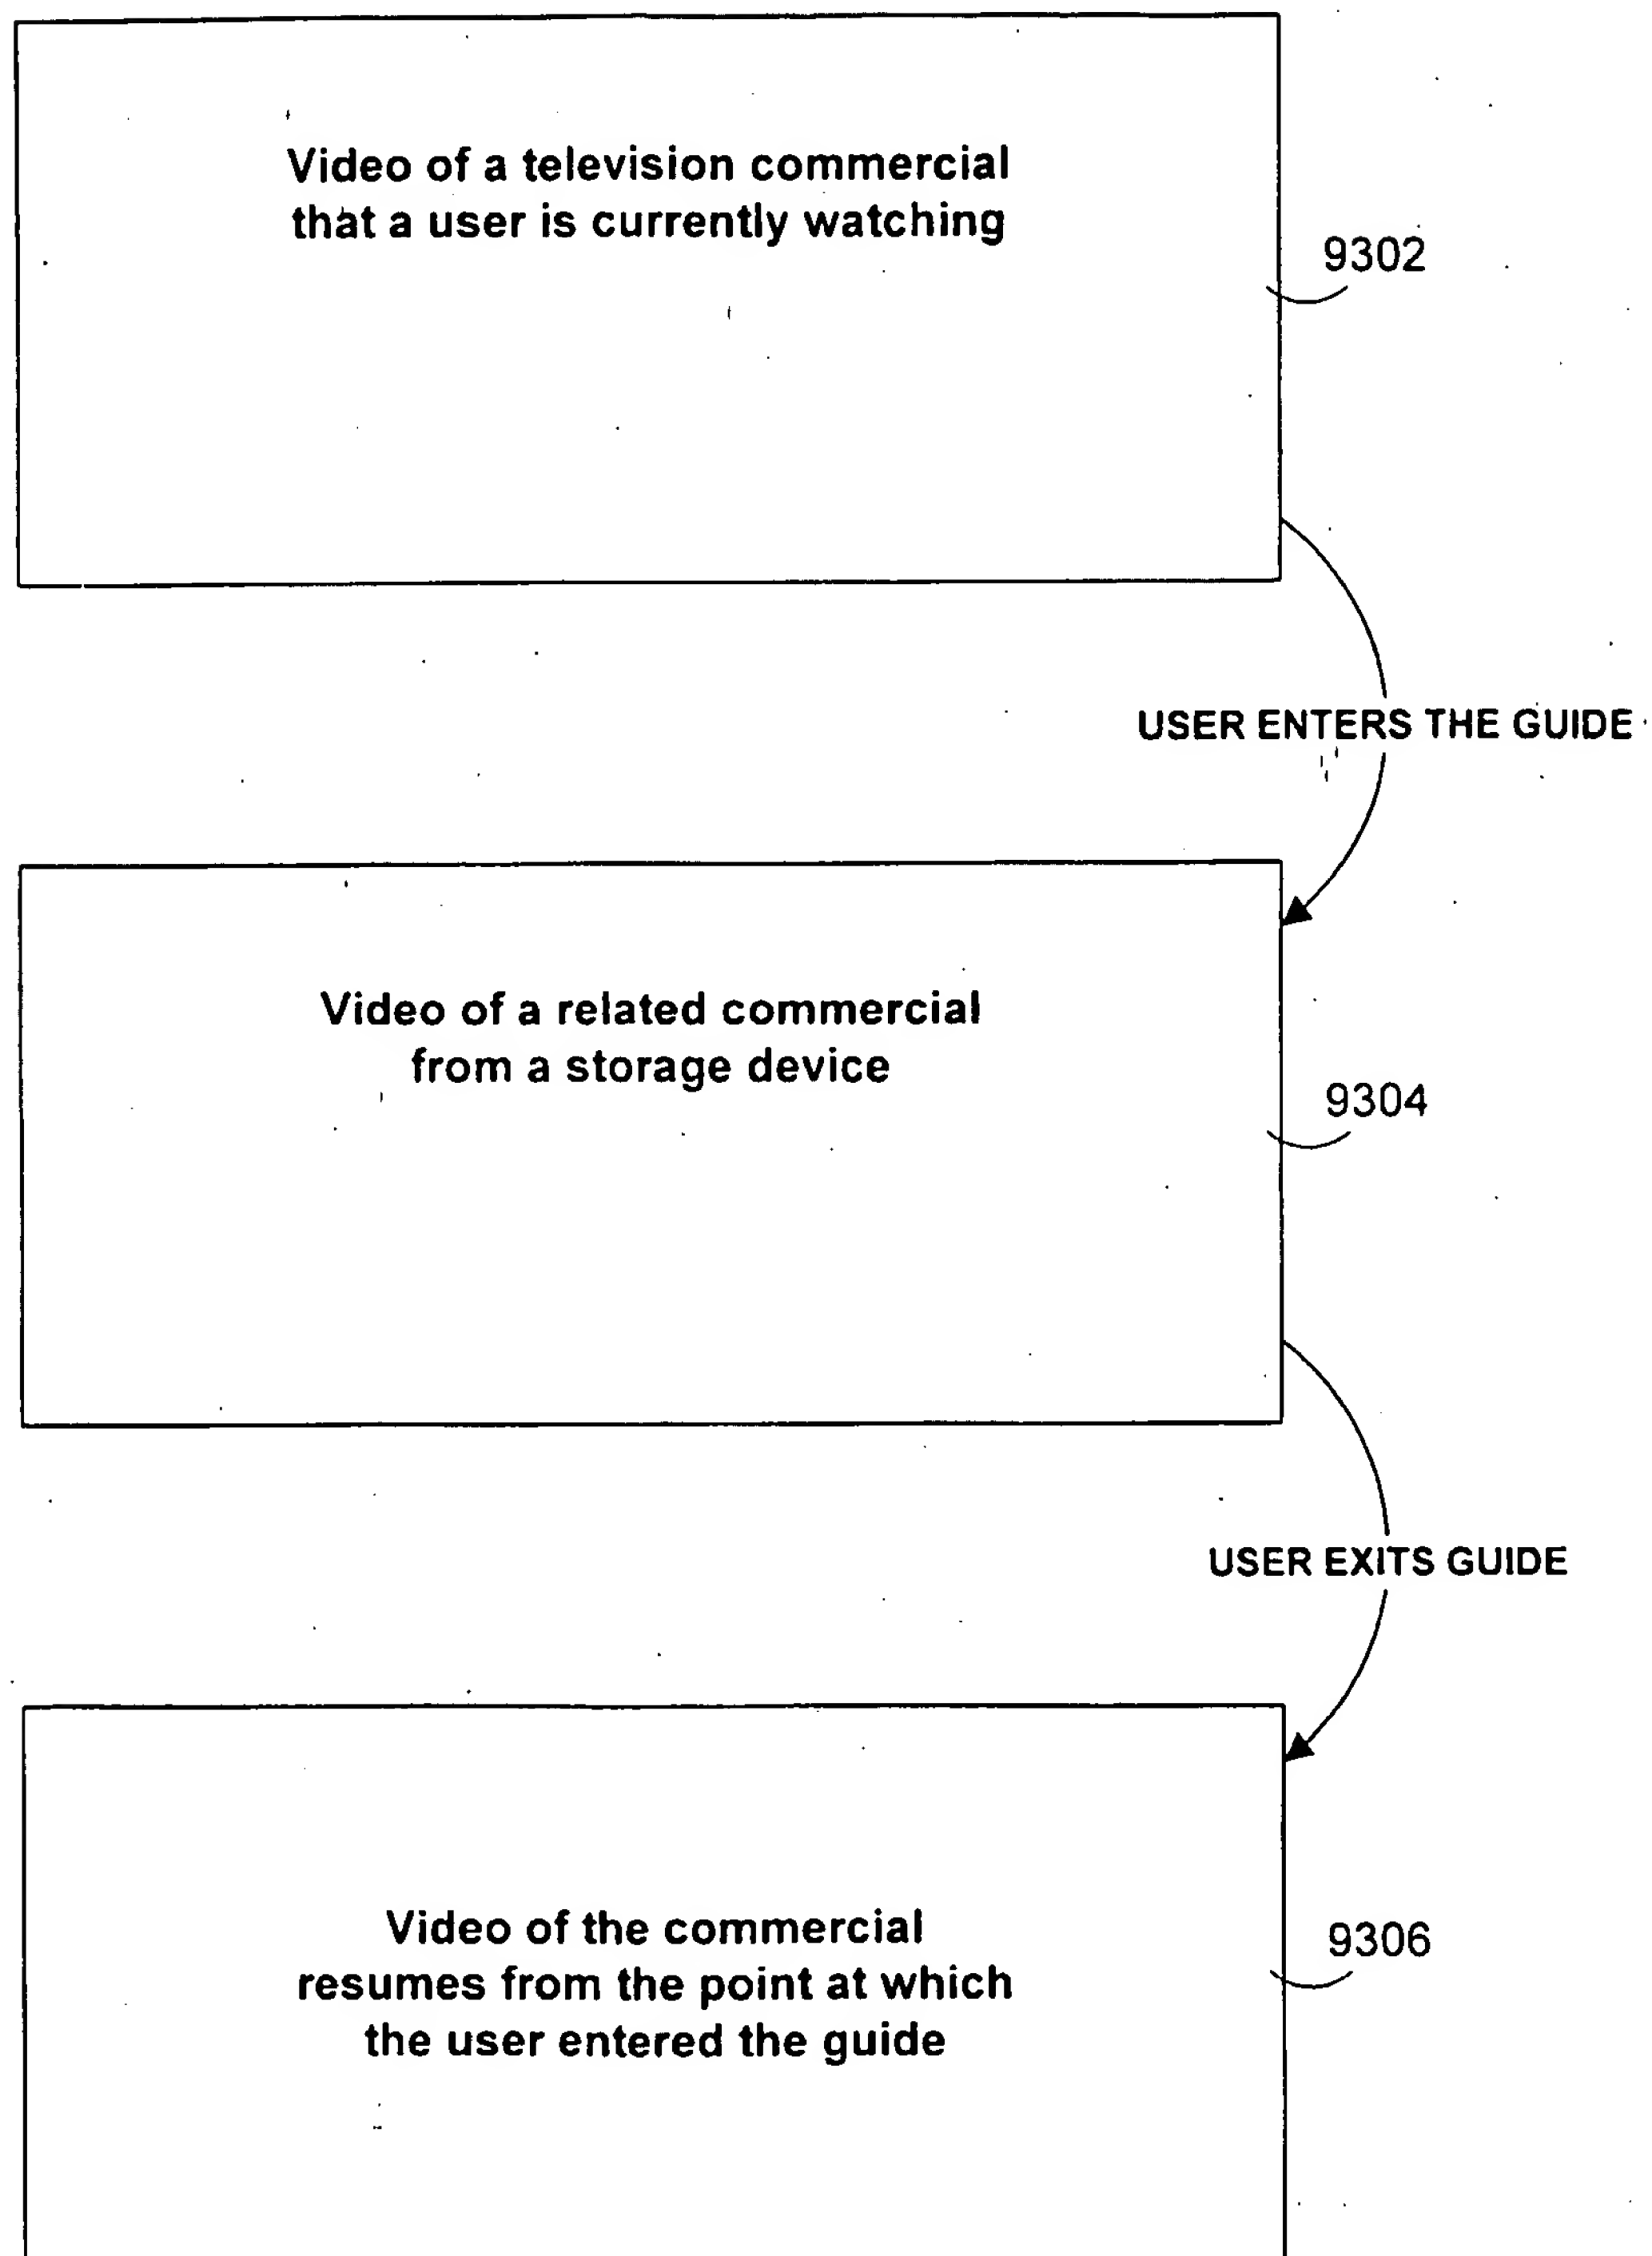 Video of a television commercial
that a user is currently watching
9302
USER ENTERS THE GUIDE
Video of a related commercial
from a storage device
9304
USER EXITS GUIDE
Video of the commercial
resumes from the point at which
the user entered the guide
9306